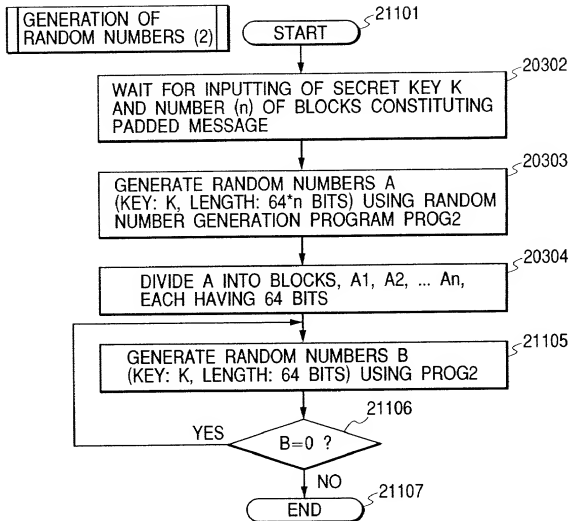 GENERATION OF
RANDOM NUMBERS (2)
21101
START
20302
WAIT FOR INPUTTING OF SECRET KEY K
AND NUMBER (n) OF BLOCKS CONSTITUTING
PADDED MESSAGE
20303
GENERATE RANDOM NUMBERS A
(KEY: K, LENGTH: 64*n BITS) USING RANDOM
NUMBER GENERATION PROGRAM PROG2
20304
DIVIDE A INTO BLOCKS, A1, A2, ... An,
EACH HAVING 64 BITS
21105
GENERATE RANDOM NUMBERS B
(KEY: K, LENGTH: 64 BITS) USING PROG2
21106
YES
B=0 ?
NO
21107
END